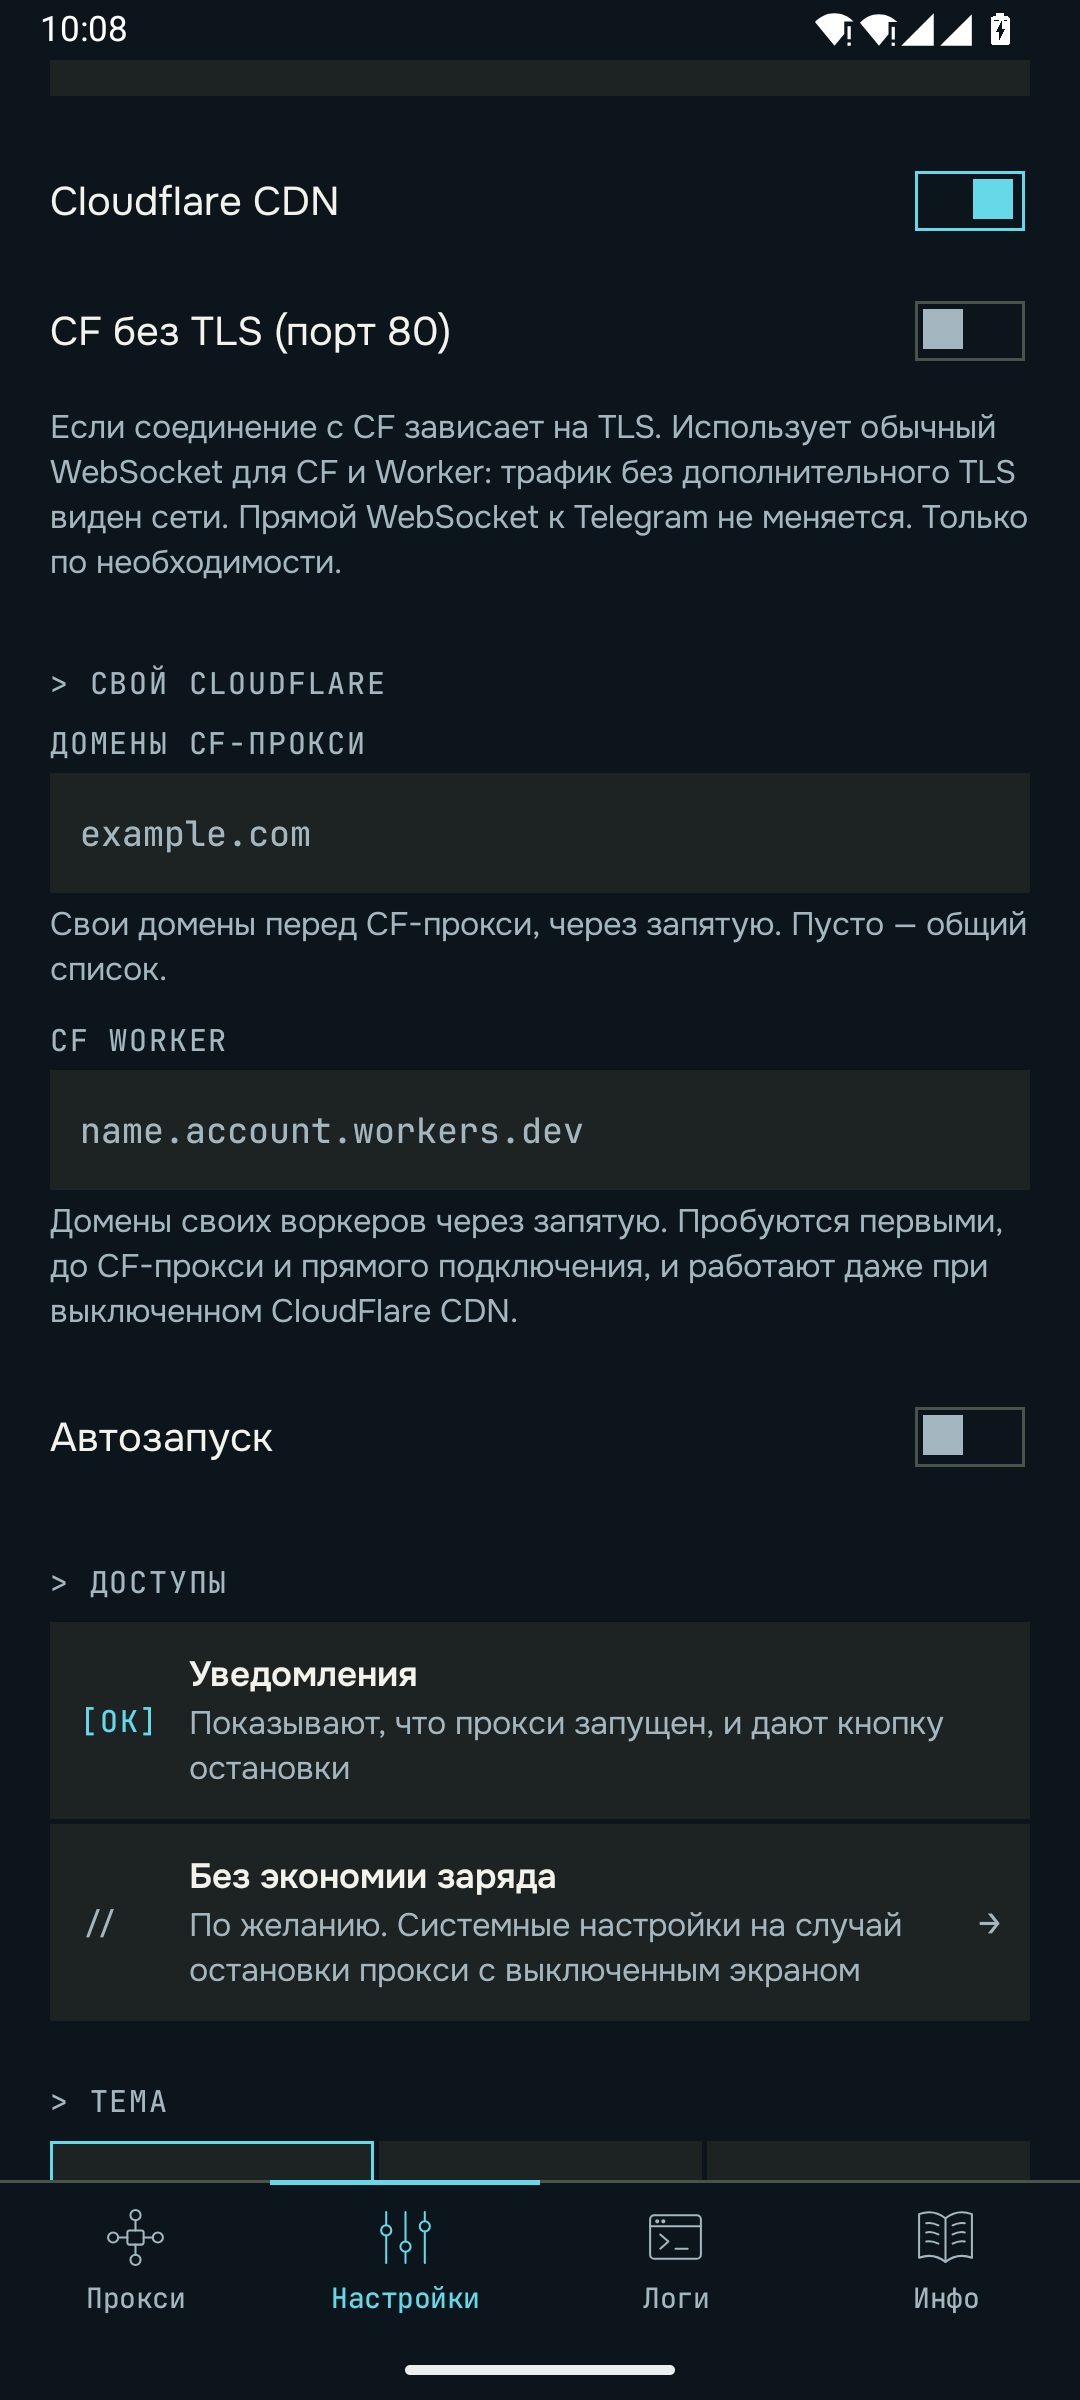 10:08
Cloudflare CDN
CF без TLS (порт 80)
Если соединение с CF зависает на TLS. Использует обычный
WebSocket для CF и Worker: трафик без дополнительного TLS
виден сети. Прямой WebSocket к Telegram не меняется. Только
по необходимости.
> СВОЙ CLOUDFLARE
ДОМЕНЫ CF-ПРОКСИ
example.com
Свои домены перед CF-прокси, через запятую. Пусто — общий
список.
CF WORKER
name.account.workers.dev
Домены своих воркеров через запятую. Пробуются первыми,
до CF-прокси и прямого подключения, и работают даже при
выключенном CloudFlare CDN.
Автозапуск
> ДОСТУПЫ
Уведомления
[OK]
Показывают, что прокси запущен, и дают кнопку
остановки
Без экономии заряда
//
По желанию. Системные настройки на случай
остановки прокси с выключенным экраном
→
> ТЕМА
Прокси
Настройки
Логи
Инфо